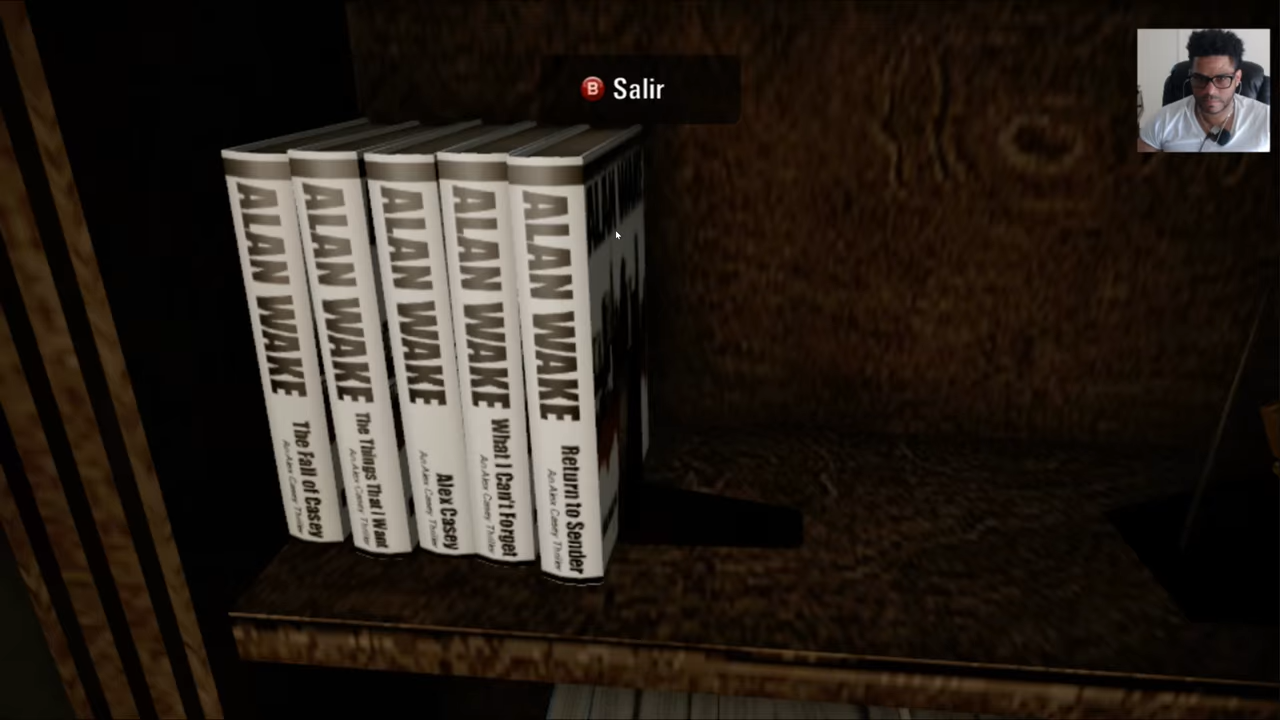 B Salir
ALAN WAKE The Fall of Casey
An Alex Casey Thriller
ALAN WAKE The Things That I Want
An Alex Casey Thriller
ALAN WAKE Alex Casey
An Alex Casey Thriller
ALAN WAKE What I Can't Forget
An Alex Casey Thriller
ALAN WAKE Return to Sender
An Alex Casey Thriller
ALAN WAKE